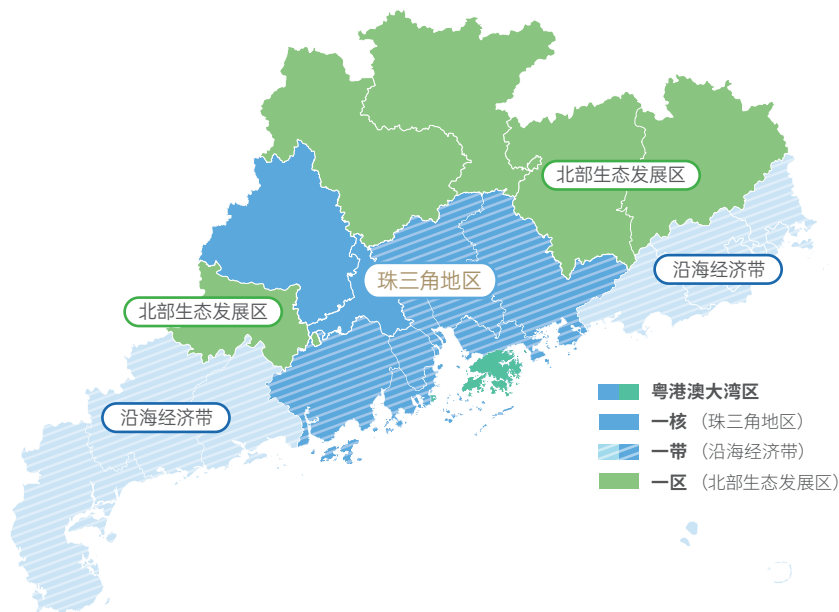 北部生态发展区
沿海经济带
珠三角地区
北部生态发展区
沿海经济带
粤港澳大湾区
一核（珠三角地区）
一带（沿海经济带）
一区（北部生态发展区）